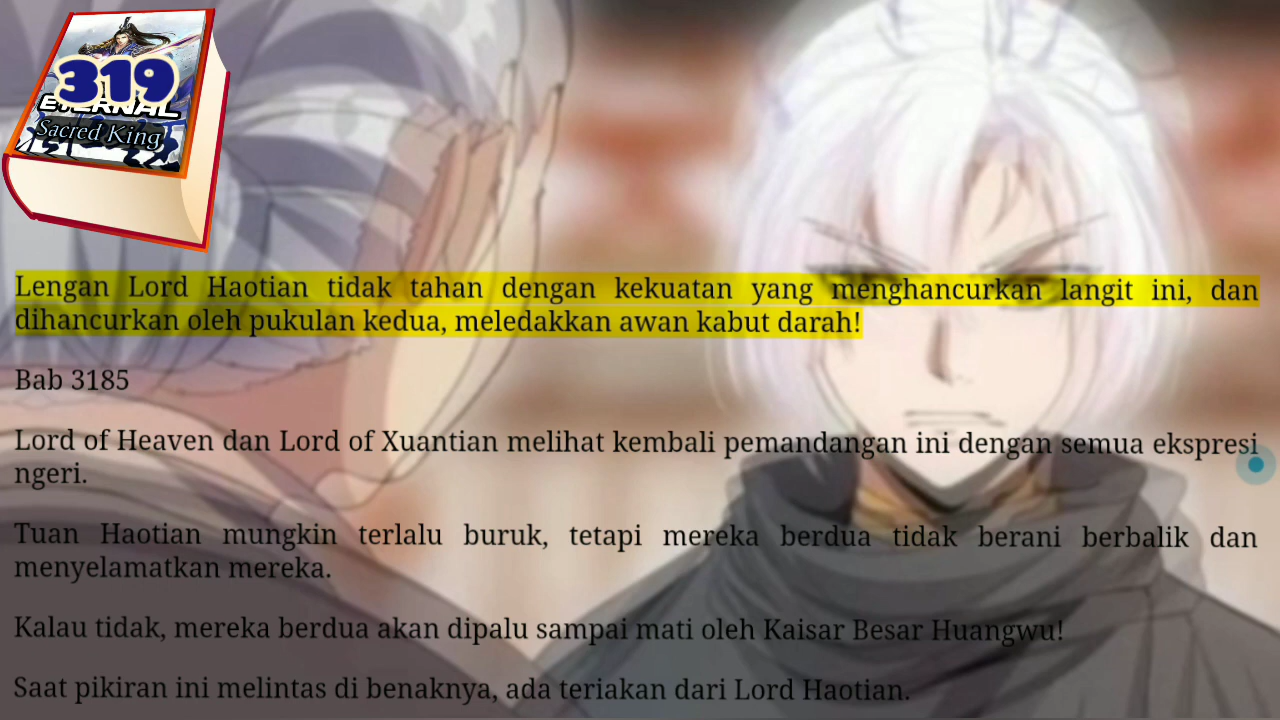 319
ETERNAL
Sacred King
Lengan Lord Haotian tidak tahan dengan kekuatan yang menghancurkan langit ini, dan
dihancurkan oleh pukulan kedua, meledakkan awan kabut darah!
Bab 3185
Lord of Heaven dan Lord of Xuantian melihat kembali pemandangan ini dengan semua ekspresi
ngeri.
Tuan Haotian mungkin terlalu buruk, tetapi mereka berdua tidak berani berbalik dan
menyelamatkan mereka.
Kalau tidak, mereka berdua akan dipalu sampai mati oleh Kaisar Besar Huangwu!
Saat pikiran ini melintas di benaknya, ada teriakan dari Lord Haotian.